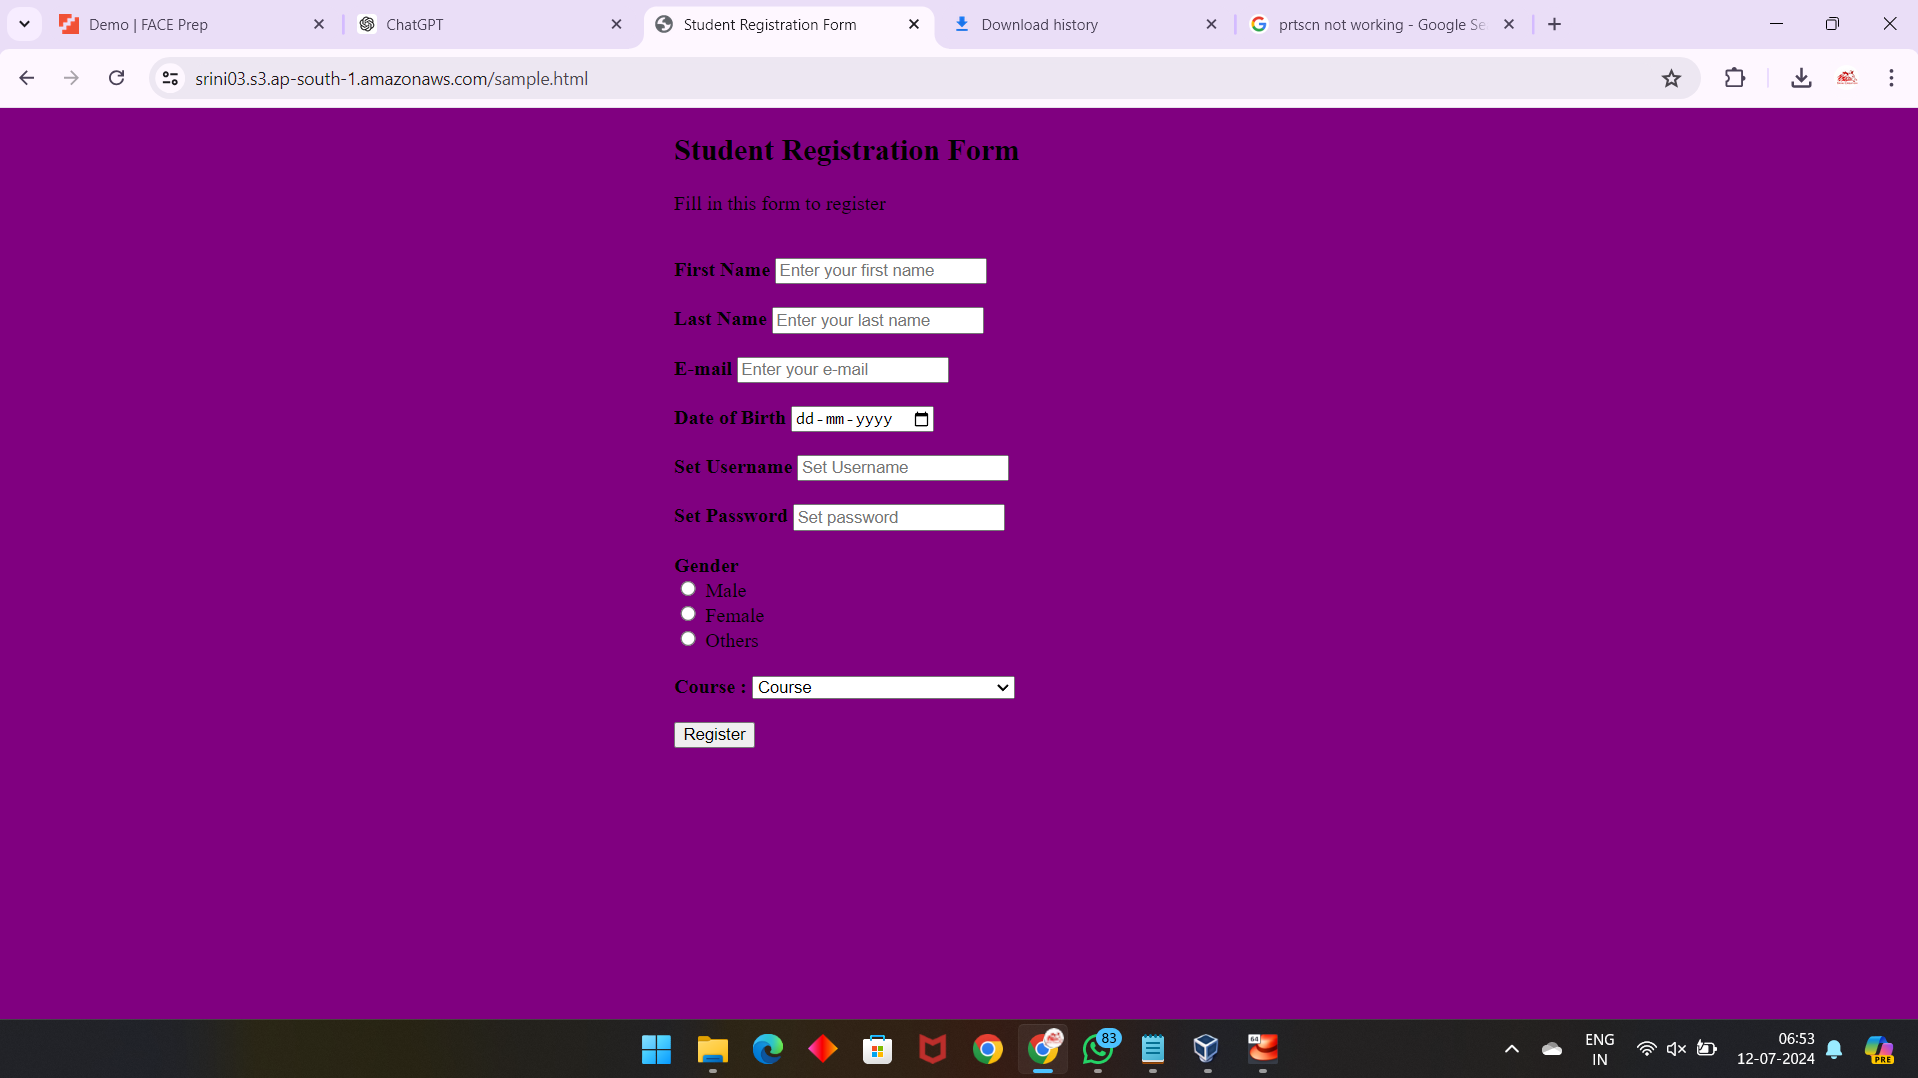 Demo | FACE Prep
ChatGPT
Student Registration Form
Download history
prtscn not working - Google Se
srini03.s3.ap-south-1.amazonaws.com/sample.html
Student Registration Form
Fill in this form to register
First Name Enter your first name
Last Name Enter your last name
E-mail Enter your e-mail
Date of Birth dd-mm-yyyy
Set Username Set Username
Set Password Set password
Gender
Male
Female
Others
Course : Course
Register
83
64
ENG
IN
06:53
12-07-2024
PRE